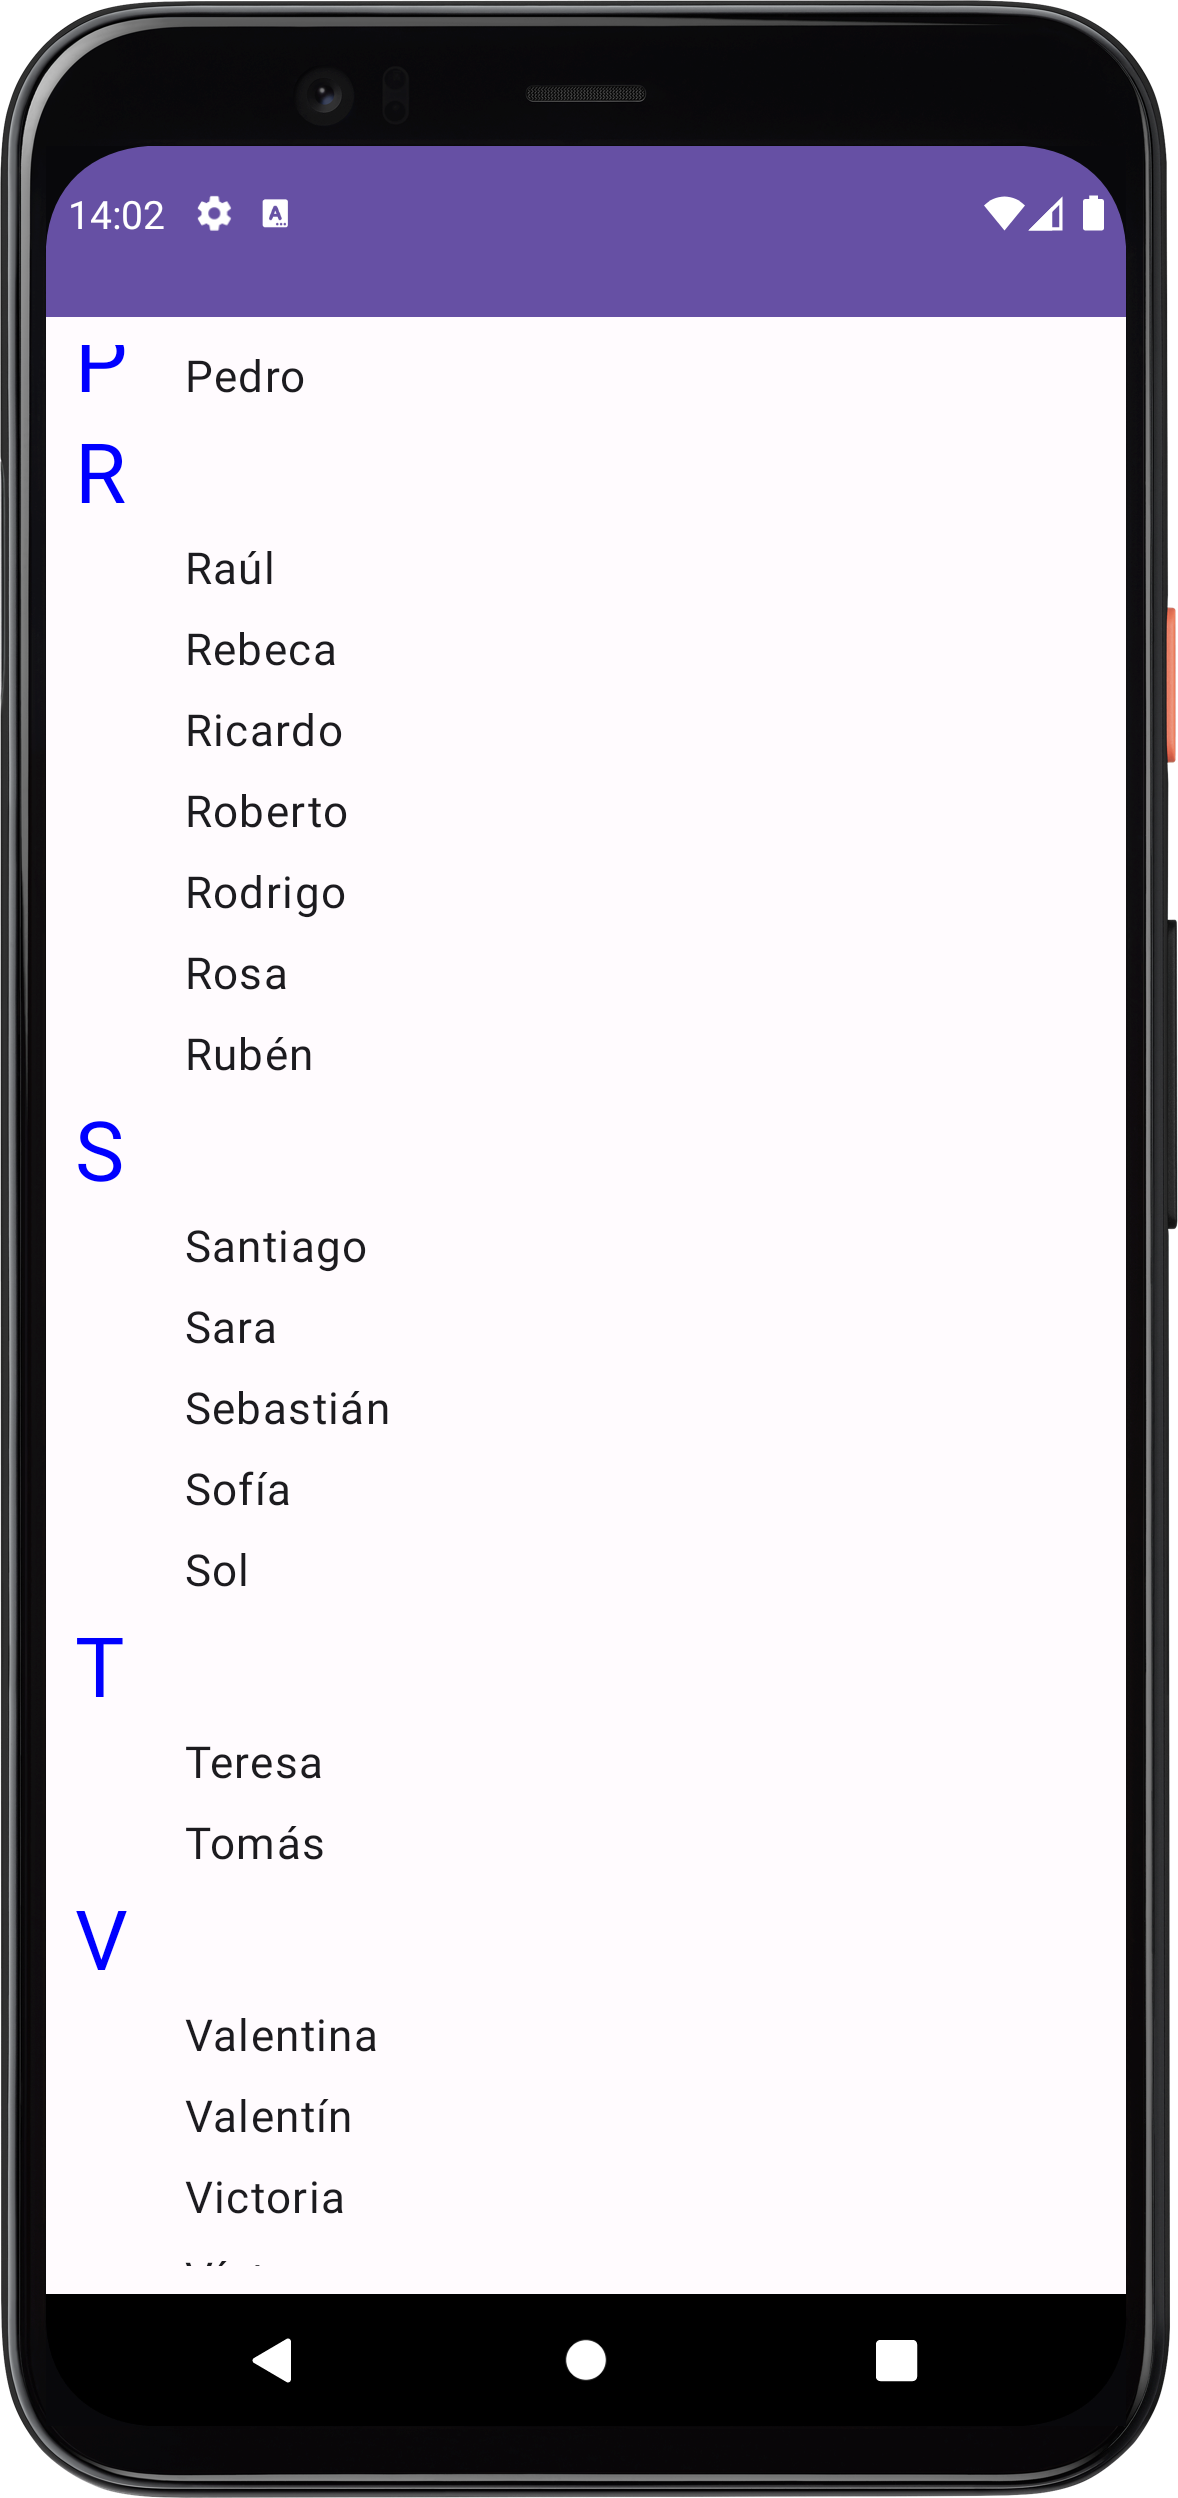 14:02
P Pedro
R
Raúl
Rebeca
Ricardo
Roberto
Rodrigo
Rosa
Rubén
S
Santiago
Sara
Sebastián
Sofía
Sol
T
Teresa
Tomás
V
Valentina
Valentín
Victoria